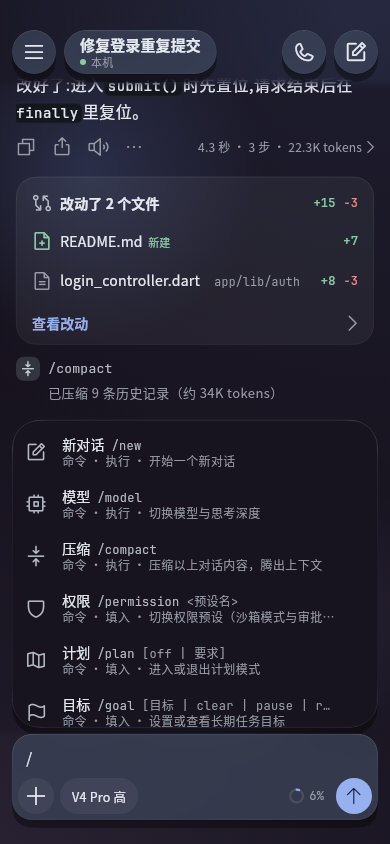 修复登录重复提交
本机
改好了:进入 submit() 时先置位,请求结束后在
finally 里复位。
4.3 秒 · 3 步 · 22.3K tokens
改动了 2 个文件 +15 -3
README.md 新建 +7
login_controller.dart app/lib/auth +8 -3
查看改动
/compact
已压缩 9 条历史记录（约 34K tokens）
新对话 /new
命令 · 执行 · 开始一个新对话
模型 /model
命令 · 执行 · 切换模型与思考深度
压缩 /compact
命令 · 执行 · 压缩以上对话内容，腾出上下文
权限 /permission <预设名>
命令 · 填入 · 切换权限预设（沙箱模式与审批…
计划 /plan [off | 要求]
命令 · 填入 · 进入或退出计划模式
目标 /goal [目标 | clear | pause | r…
命令 · 填入 · 设置或查看长期任务目标
/
V4 Pro 高 6%